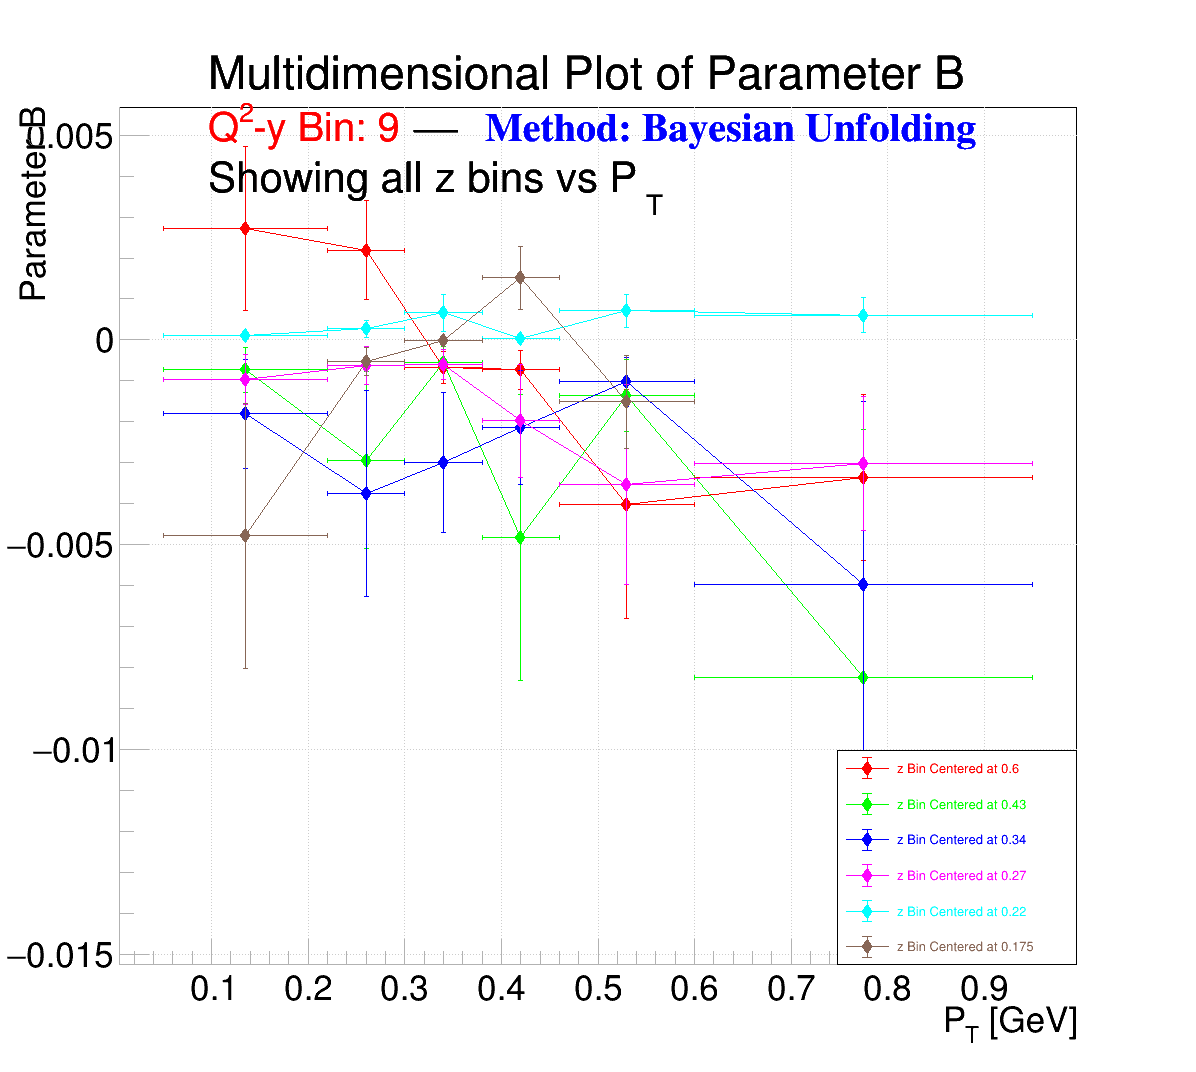 Multidimensional Plot of Parameter B
Q²-y Bin: 9 — Method: Bayesian Unfolding
Showing all z bins vs P_T
Parameter B
0.005
0
−0.005
−0.01
−0.015
z Bin Centered at 0.6
z Bin Centered at 0.43
z Bin Centered at 0.34
z Bin Centered at 0.27
z Bin Centered at 0.22
z Bin Centered at 0.175
0.1 0.2 0.3 0.4 0.5 0.6 0.7 0.8 0.9
P_T [GeV]